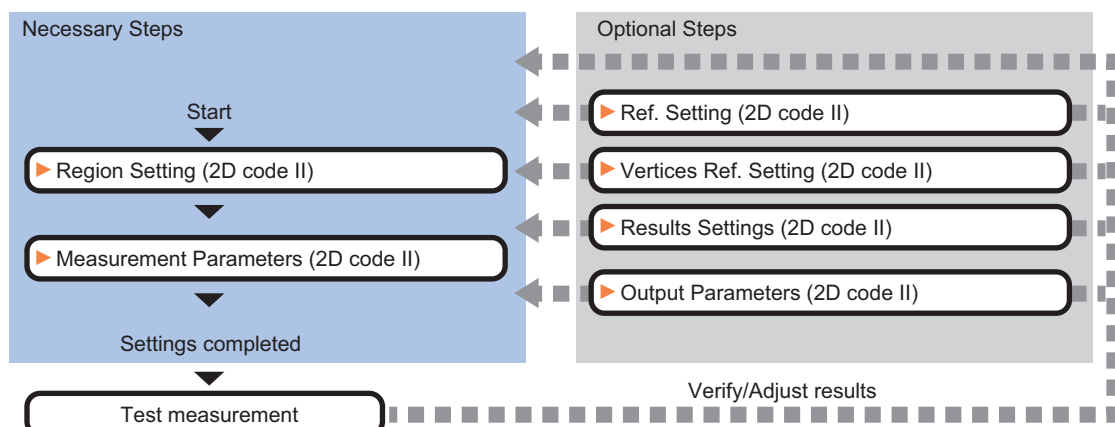 Necessary Steps
Start
Region Setting (2D code II)
Measurement Parameters (2D code II)
Settings completed
Test measurement
Optional Steps
Ref. Setting (2D code II)
Vertices Ref. Setting (2D code II)
Results Settings (2D code II)
Output Parameters (2D code II)
Verify/Adjust results